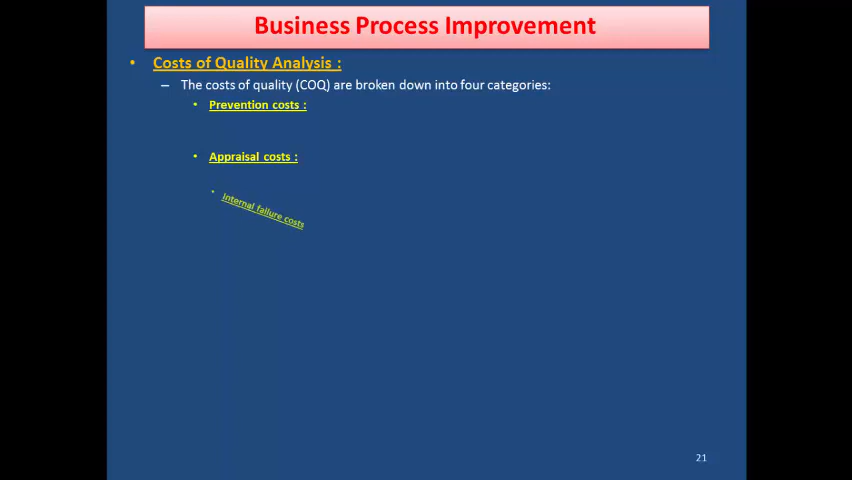 Business Process Improvement
• Costs of Quality Analysis :
– The costs of quality (COQ) are broken down into four categories:
• Prevention costs :
• Appraisal costs :
• Internal failure costs
21